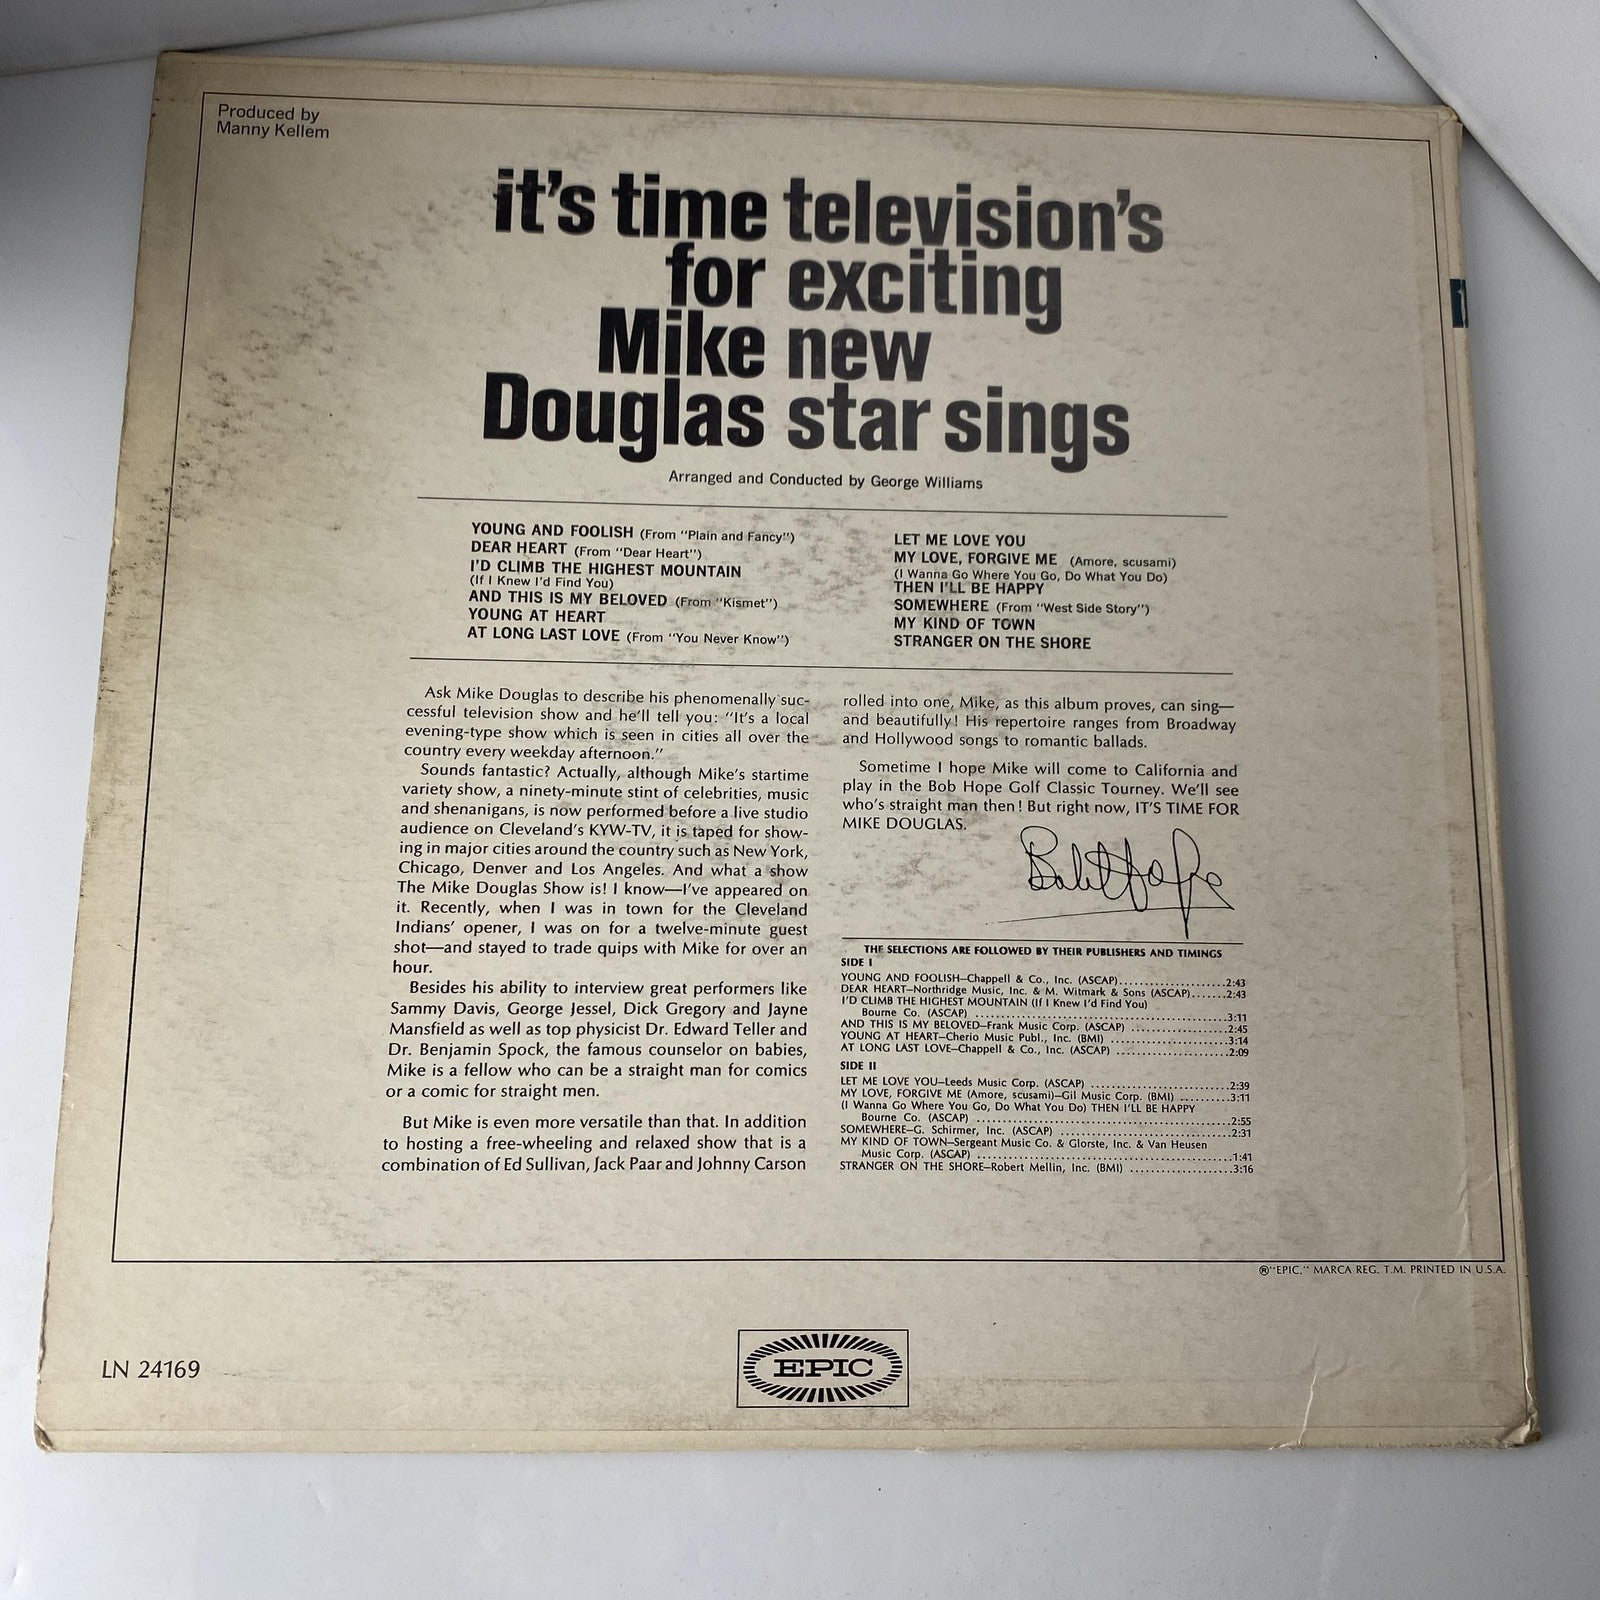 Produced by
Manny Kellem
it's time television's
for exciting
Mike new
Douglas star sings
Arranged and Conducted by George Williams
YOUNG AND FOOLISH (From "Plain and Fancy")
DEAR HEART (From "Dear Heart")
I'D CLIMB THE HIGHEST MOUNTAIN
(If I Knew I'd Find You)
AND THIS IS MY BELOVED (From "Kismet")
YOUNG AT HEART
AT LONG LAST LOVE (From "You Never Know")
LET ME LOVE YOU
MY LOVE, FORGIVE ME (Amore, scusami)
(I Wanna Go Where You Go, Do What You Do)
THEN I'LL BE HAPPY
SOMEWHERE (From "West Side Story")
MY KIND OF TOWN
STRANGER ON THE SHORE
Ask Mike Douglas to describe his phenomenally suc-
cessful television show and he'll tell you: "It's a local
evening-type show which is seen in cities all over the
country every weekday afternoon."
Sounds fantastic? Actually, although Mike's startime
variety show, a ninety-minute stint of celebrities, music
and shenanigans, is now performed before a live studio
audience on Cleveland's KYW-TV, it is taped for show-
ing in major cities around the country such as New York,
Chicago, Denver and Los Angeles. And what a show
The Mike Douglas Show is! I know—I've appeared on
it. Recently, when I was in town for the Cleveland
Indians' opener, I was on for a twelve-minute guest
shot—and stayed to trade quips with Mike for over an
hour.
Besides his ability to interview great performers like
Sammy Davis, George Jessel, Dick Gregory and Jayne
Mansfield as well as top physicist Dr. Edward Teller and
Dr. Benjamin Spock, the famous counselor on babies,
Mike is a fellow who can be a straight man for comics
or a comic for straight men.
But Mike is even more versatile than that. In addition
to hosting a free-wheeling and relaxed show that is a
combination of Ed Sullivan, Jack Paar and Johnny Carson
rolled into one, Mike, as this album proves, can sing—
and beautifully! His repertoire ranges from Broadway
and Hollywood songs to romantic ballads.
Sometime I hope Mike will come to California and
play in the Bob Hope Golf Classic Tourney. We'll see
who's straight man then! But right now, IT'S TIME FOR
MIKE DOUGLAS.
Bob Hope
THE SELECTIONS ARE FOLLOWED BY THEIR PUBLISHERS AND TIMINGS
SIDE I
YOUNG AND FOOLISH—Chappell & Co., Inc. (ASCAP)....................2:43
DEAR HEART—Northridge Music, Inc. & M. Witmark & Sons (ASCAP).......2:43
I'D CLIMB THE HIGHEST MOUNTAIN (If I Knew I'd Find You)
Bourne Co. (ASCAP) ..............................................3:11
AND THIS IS MY BELOVED—Frank Music Corp. (ASCAP) ...................2:45
YOUNG AT HEART—Cherio Music Publ., Inc. (BMI) ......................3:14
AT LONG LAST LOVE—Chappell & Co., Inc. (ASCAP) .....................2:09
SIDE II
LET ME LOVE YOU—Leeds Music Corp. (ASCAP) ..........................2:39
MY LOVE, FORGIVE ME (Amore, scusami)—Gil Music Corp. (BMI) ..........3:11
(I Wanna Go Where You Go, Do What You Do) THEN I'LL BE HAPPY
Bourne Co. (ASCAP) ..............................................2:55
SOMEWHERE—G. Schirmer, Inc. (ASCAP) ................................2:31
MY KIND OF TOWN—Sergeant Music Co. & Glorste, Inc. & Van Heusen
Music Corp. (ASCAP)..............................................1:41
STRANGER ON THE SHORE—Robert Mellin, Inc. (BMI) ....................3:16
®"EPIC," MARCA REG. T.M. PRINTED IN U.S.A.
LN 24169
EPIC